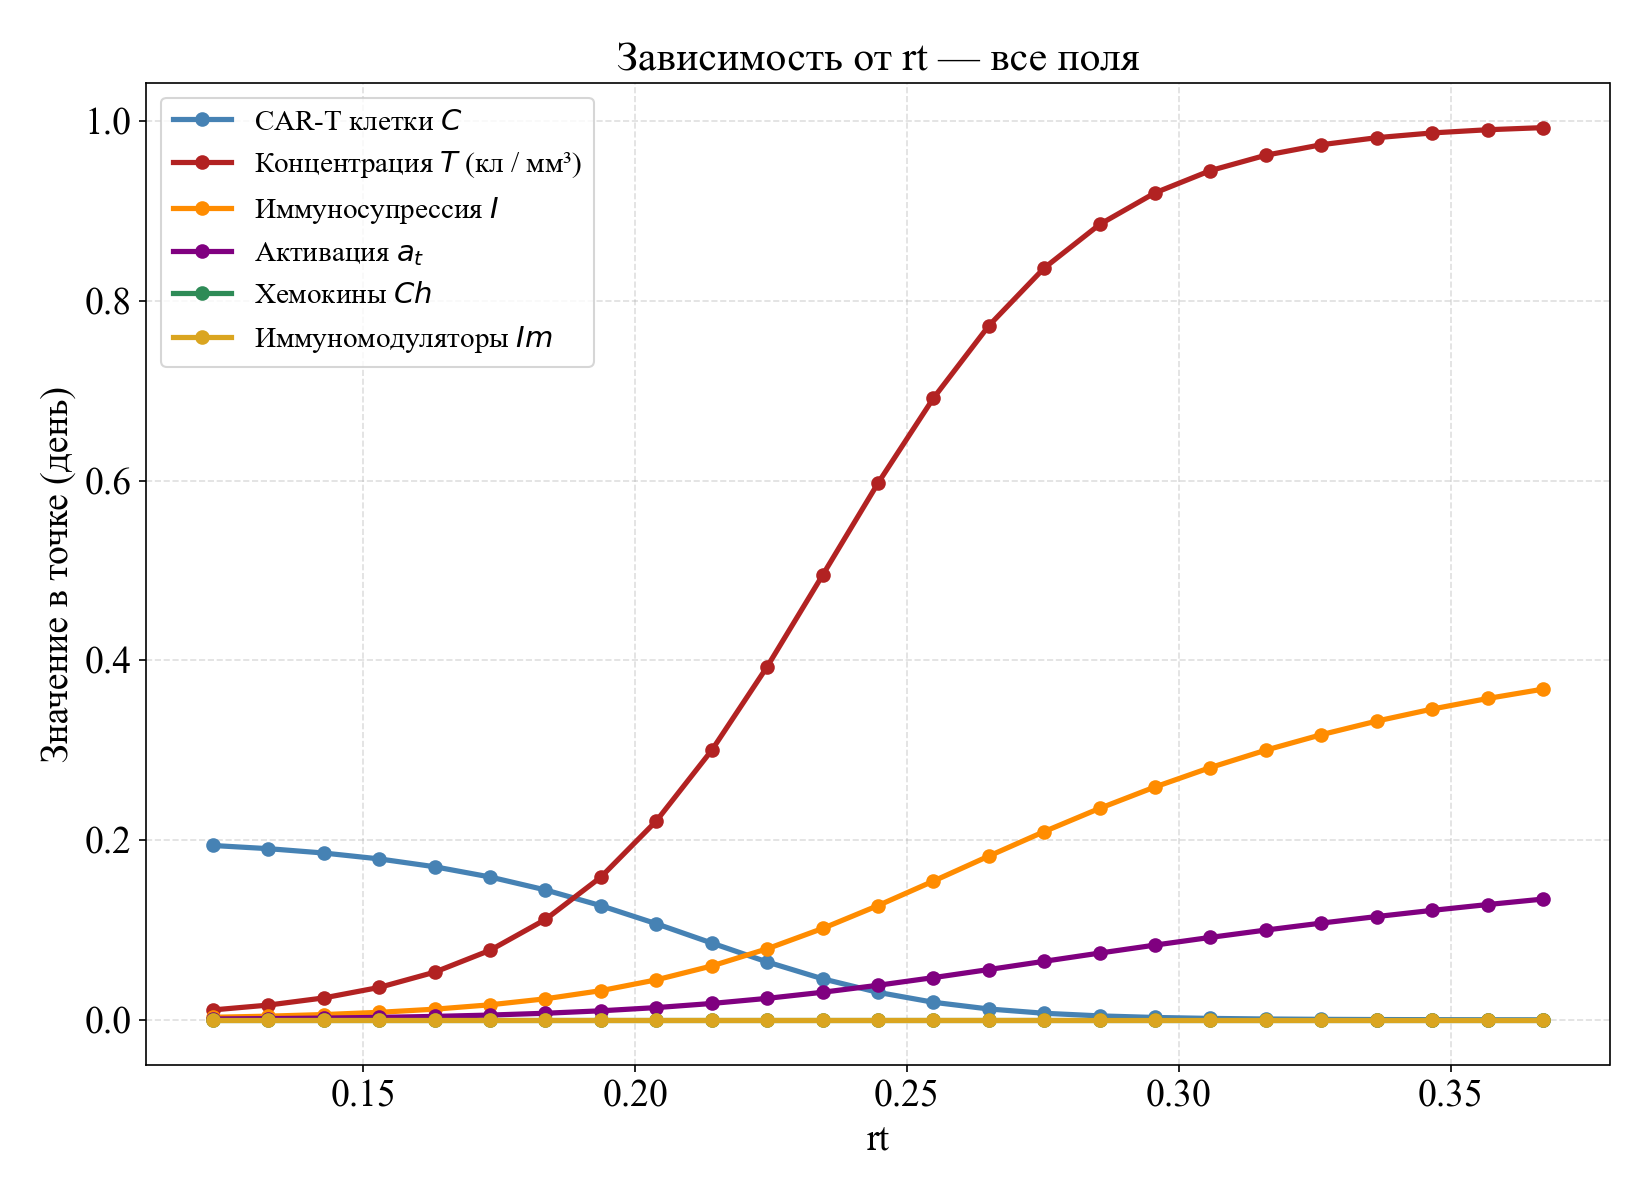 Зависимость от rt — все поля
CAR-T клетки C
Концентрация T (кл / мм³)
Иммуносупрессия I
Активация aₜ
Хемокины Ch
Иммуномодуляторы Im
Значение в точке (день)
1.0
0.8
0.6
0.4
0.2
0.0
0.15 0.20 0.25 0.30 0.35
rt